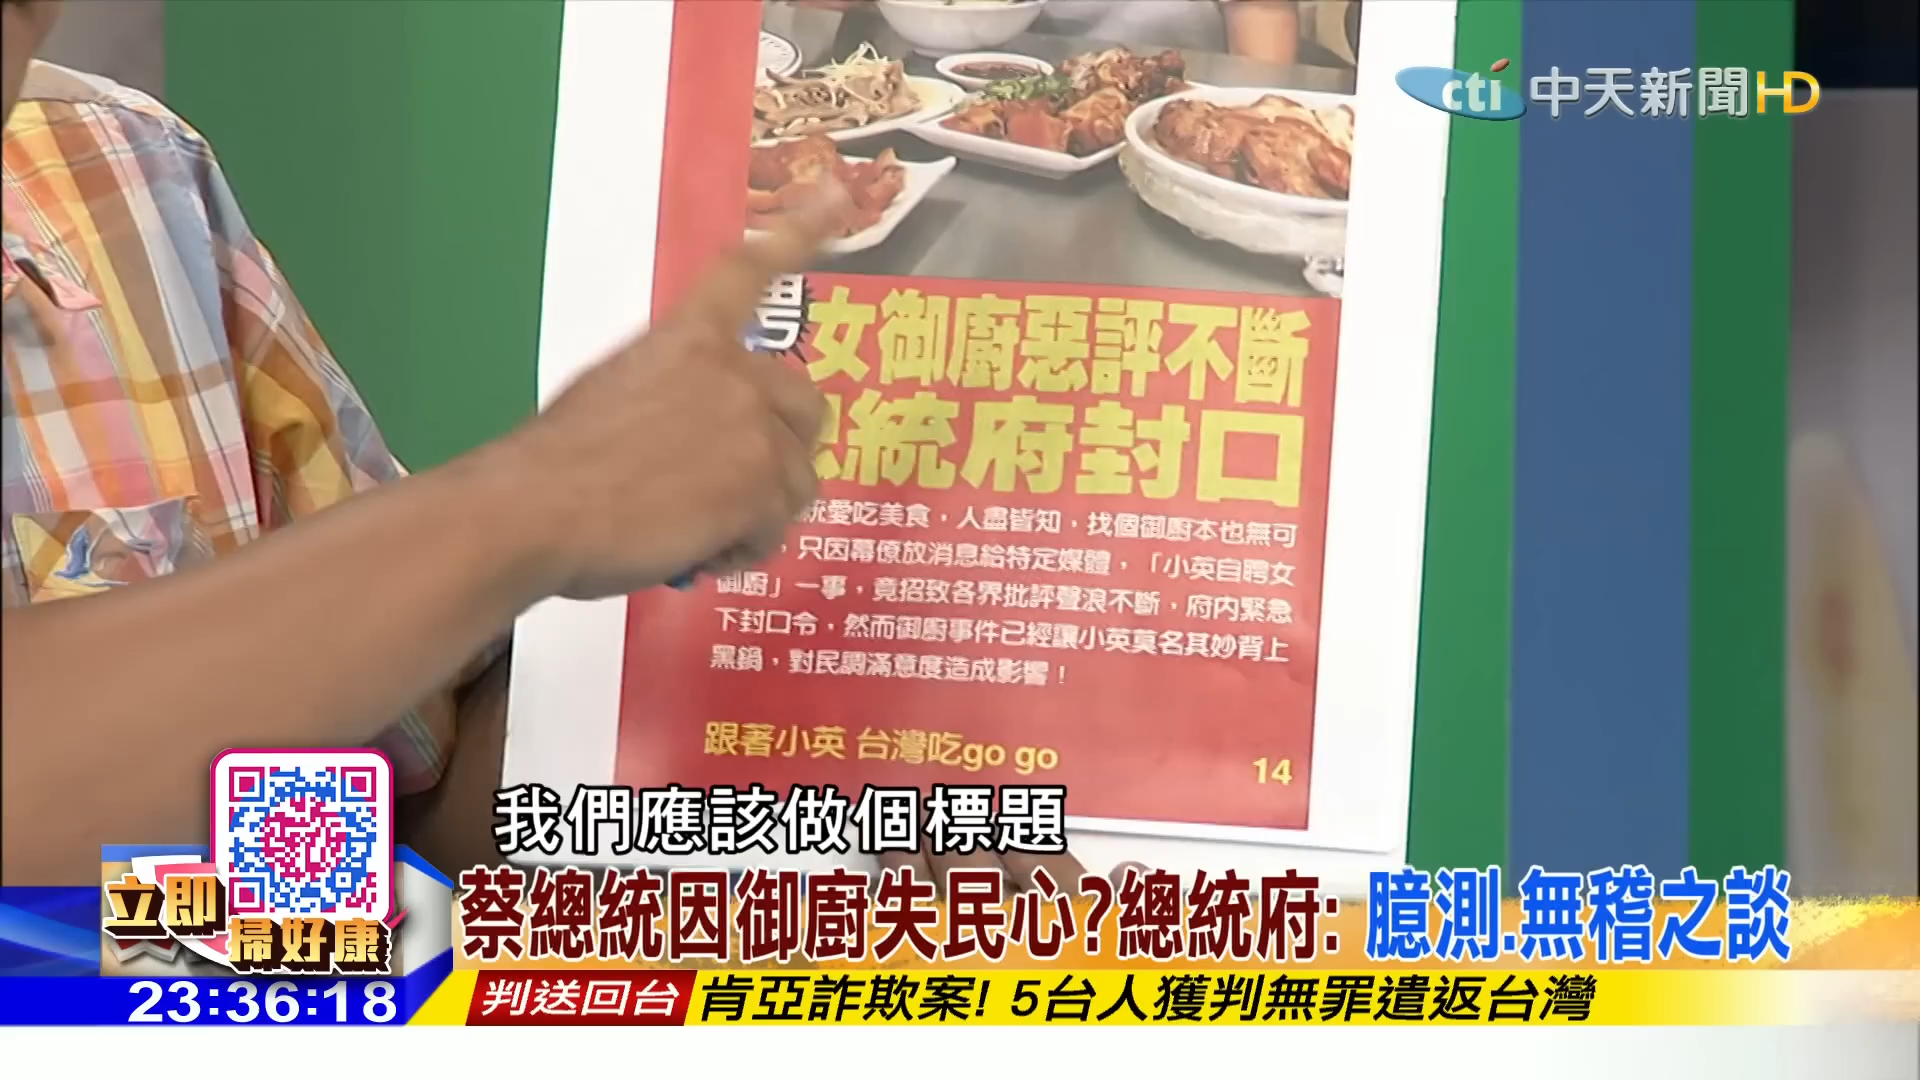 cti 中天新聞HD
聘
女御廚惡評不斷
總統府封口
統愛吃美食，人盡皆知，找個御廚本也無可
，只因幕僚放消息給特定媒體，「小英自聘女
御廚」一事，竟招致各界批評聲浪不斷，府內緊急
下封口令，然而御廚事件已經讓小英莫名其妙背上
黑鍋，對民調滿意度造成影響！
跟著小英 台灣吃go go
14
我們應該做個標題
立即
掃好康
蔡總統因御廚失民心?總統府:臆測.無稽之談
23:36:18
判送回台
肯亞詐欺案! 5台人獲判無罪遣返台灣